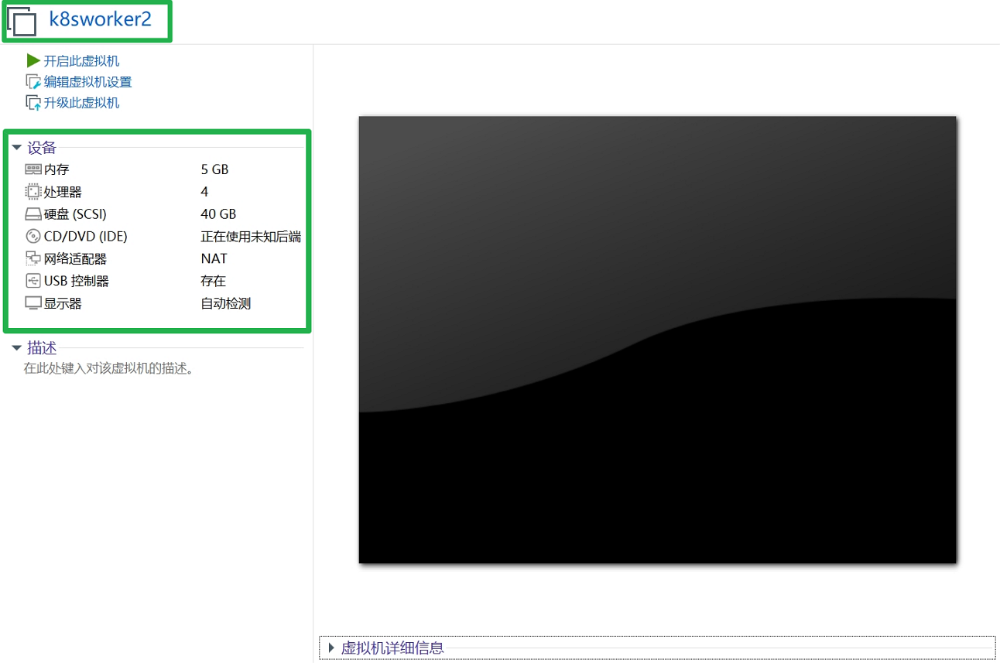 k8sworker2
开启此虚拟机
编辑虚拟机设置
升级此虚拟机
设备
内存 5 GB
处理器 4
硬盘 (SCSI) 40 GB
CD/DVD (IDE) 正在使用未知后端
网络适配器 NAT
USB 控制器 存在
显示器 自动检测
描述
在此处键入对该虚拟机的描述。
虚拟机详细信息